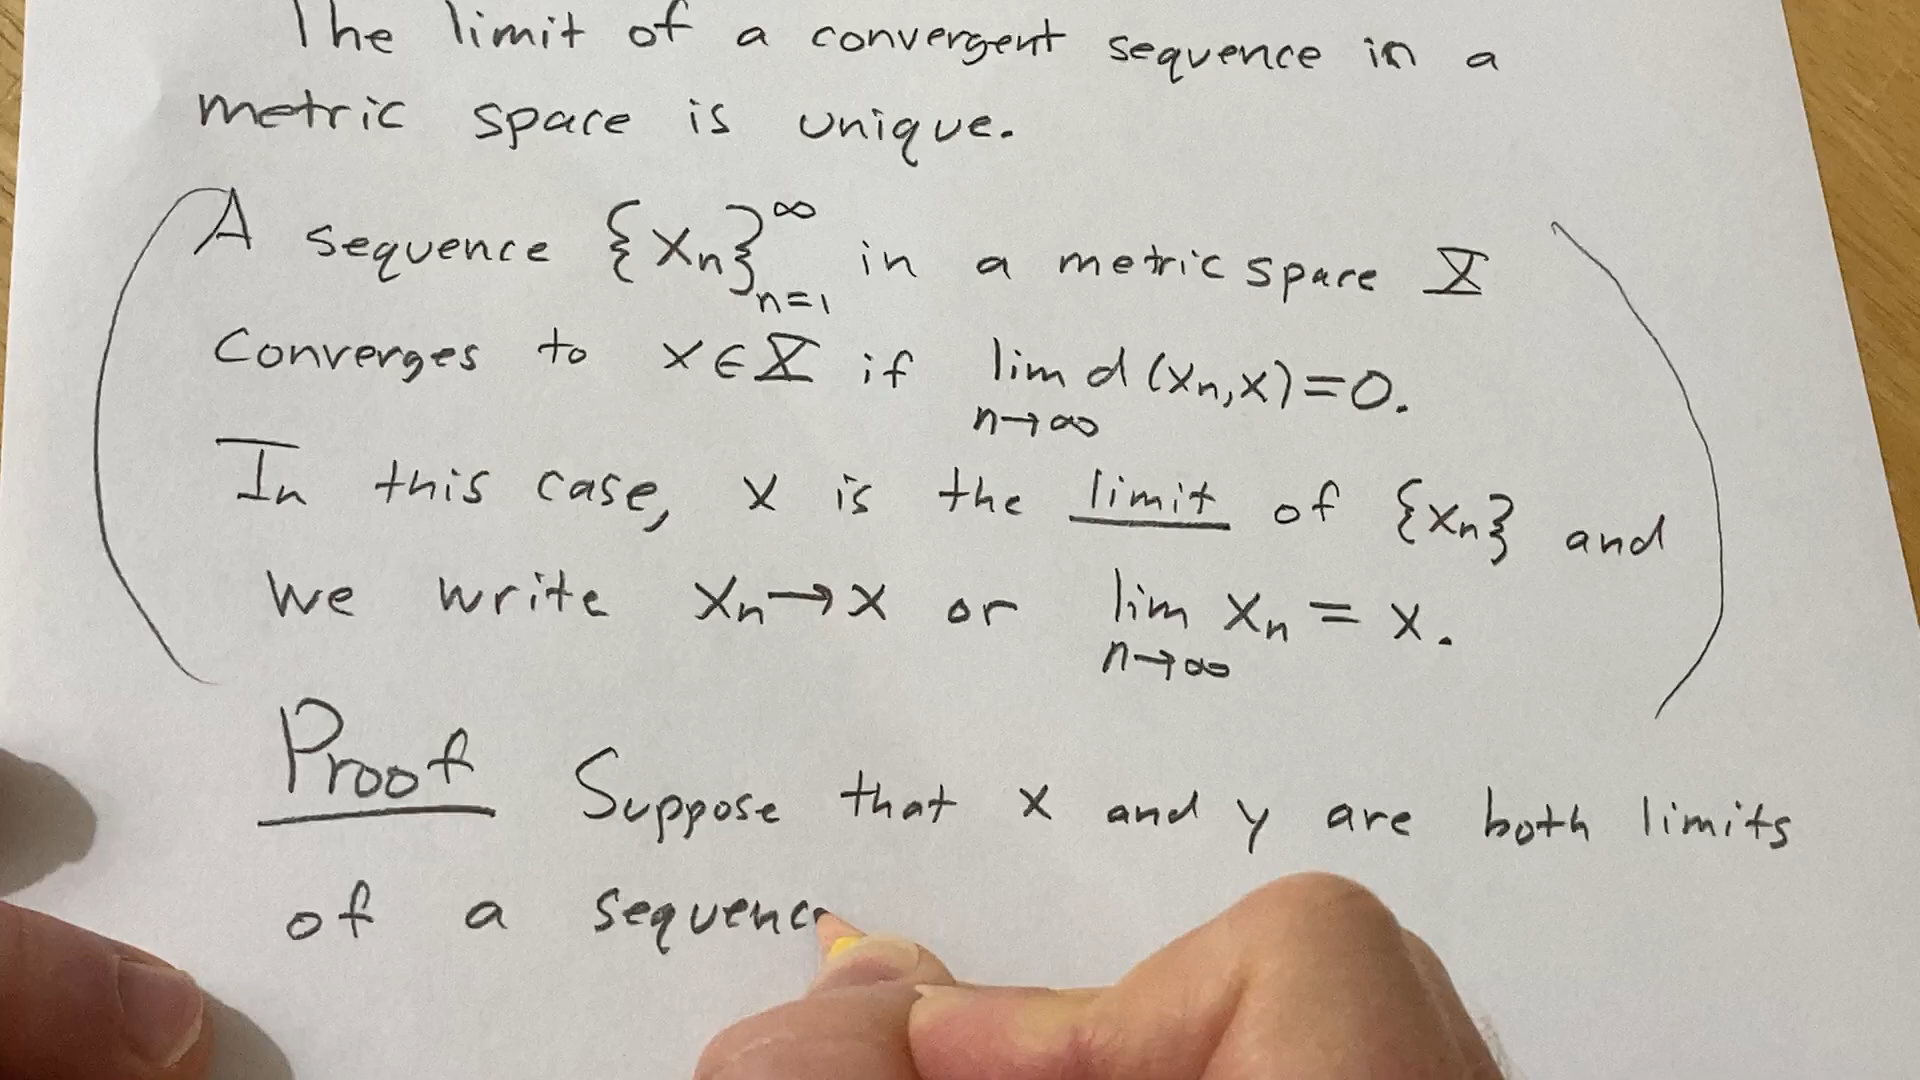 The limit of a convergent sequence in a
metric space is unique.
A sequence {xn}∞n=1 in a metric space X
Converges to x∈X if lim n→∞ d(xn,x)=0.
In this case, x is the limit of {xn} and
we write xn→x or lim n→∞ xn = x.
Proof Suppose that x and y are both limits
of a sequenc